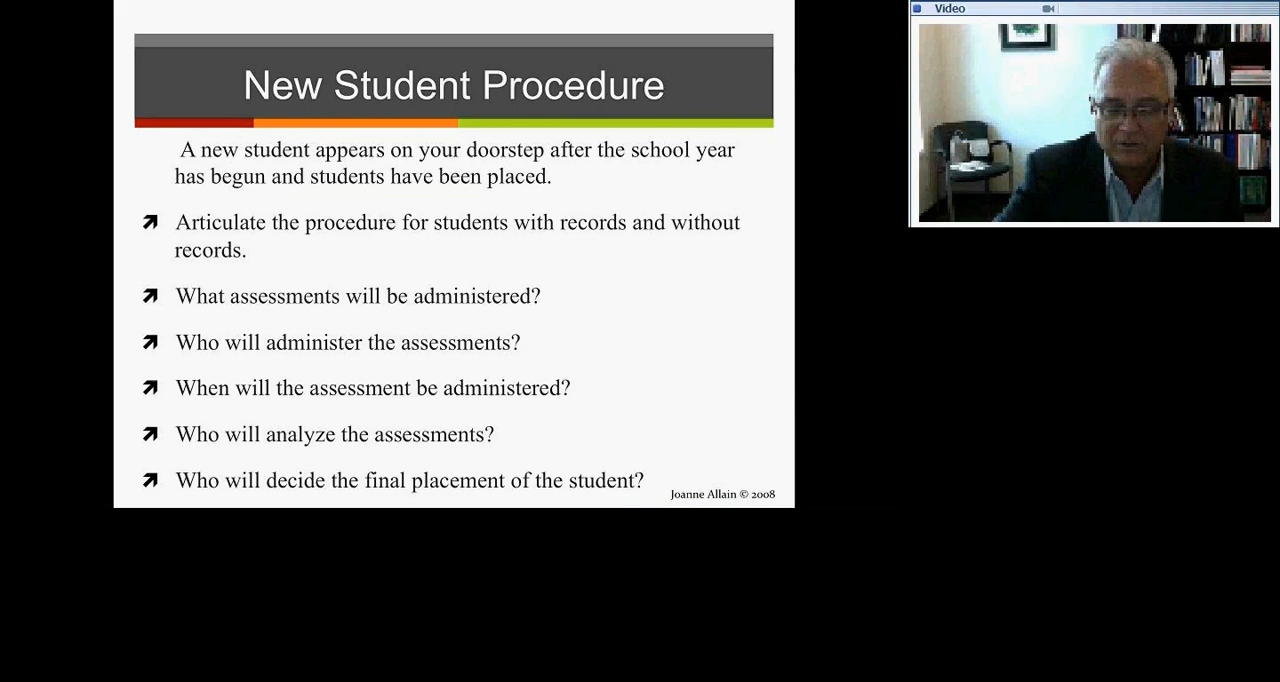 New Student Procedure
A new student appears on your doorstep after the school year
has begun and students have been placed.
Articulate the procedure for students with records and without
records.
What assessments will be administered?
Who will administer the assessments?
When will the assessment be administered?
Who will analyze the assessments?
Who will decide the final placement of the student?
Joanne Allain © 2008
Video